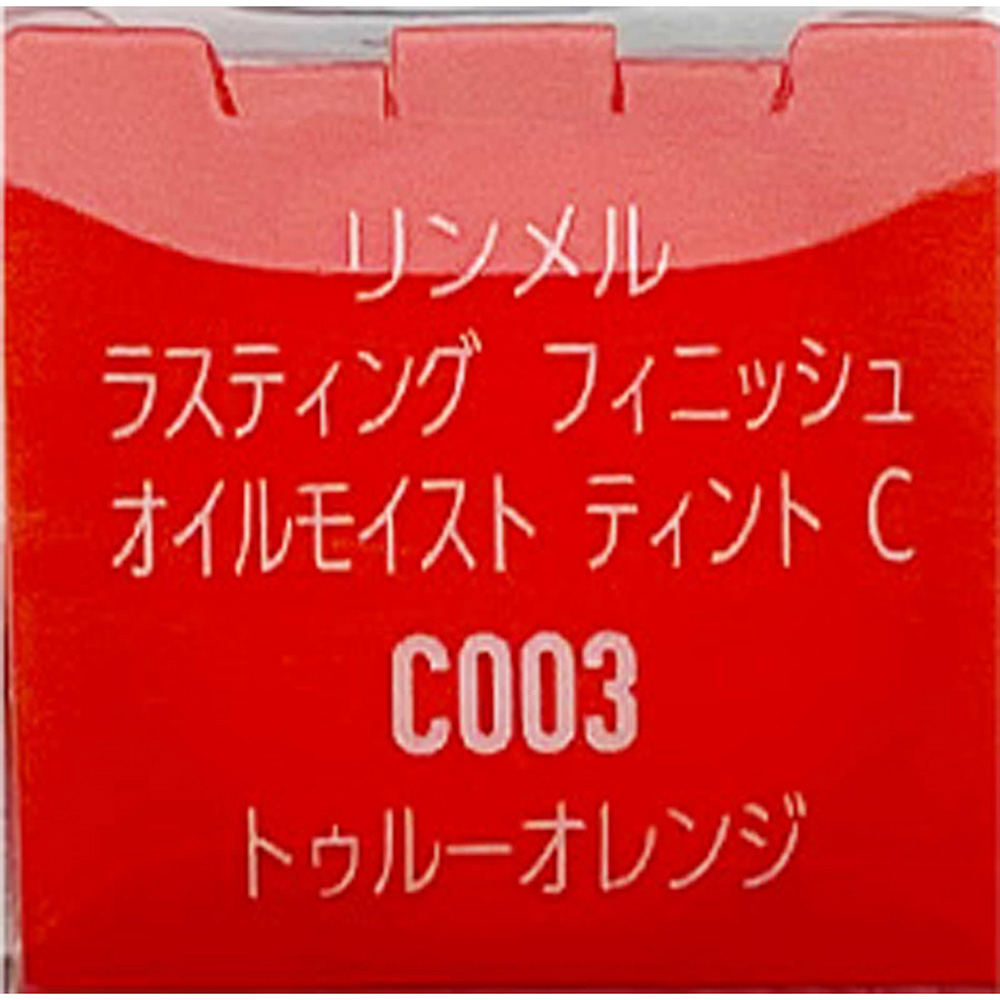 リンメル
ラスティング フィニッシュ
オイルモイスト ティント C
C003
トゥルーオレンジ